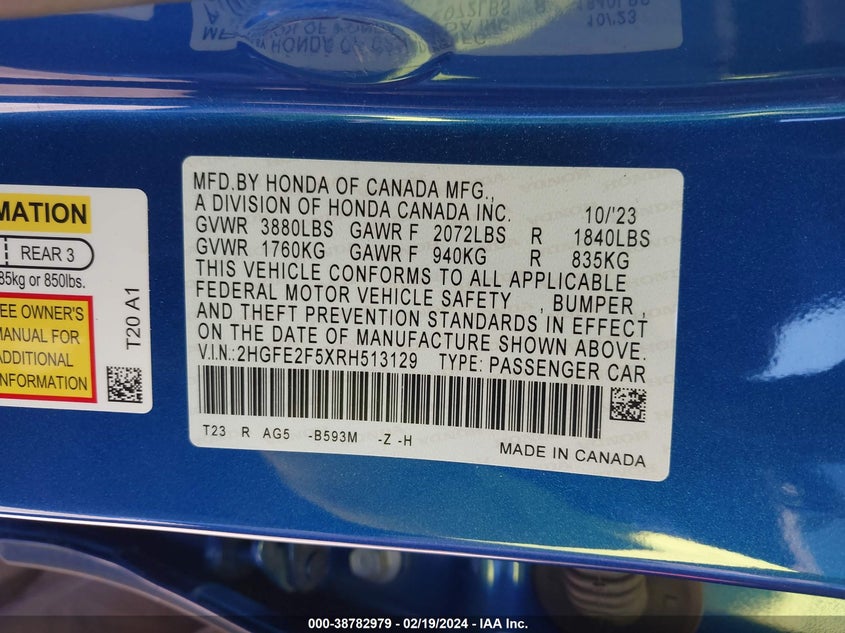 MFD.BY HONDA OF CANADA MFG.,
A DIVISION OF HONDA CANADA INC. 10/'23
GVWR 3880LBS GAWR F 2072LBS R 1840LBS
GVWR 1760KG GAWR F 940KG R 835KG
THIS VEHICLE CONFORMS TO ALL APPLICABLE
FEDERAL MOTOR VEHICLE SAFETY , BUMPER ,
AND THEFT PREVENTION STANDARDS IN EFFECT
ON THE DATE OF MANUFACTURE SHOWN ABOVE.
V.I.N.:2HGFE2F5XRH513129 TYPE: PASSENGER CAR
T23 R AG5 -B593M -Z -H
MADE IN CANADA
MATION
REAR 3
85kg or 850lbs.
EE OWNER'S
MANUAL FOR
ADDITIONAL
NFORMATION
T20 A1
000-38782979 - 02/19/2024 - IAA Inc.